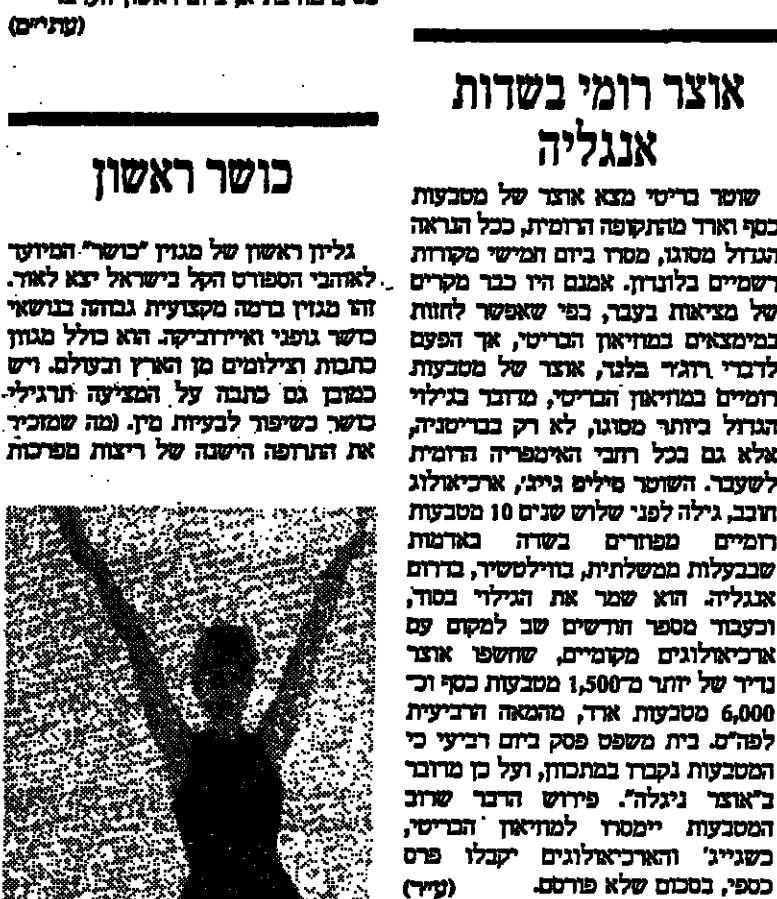 אוצר רומי בשדות
אנגליה
שוטר בריטי מצא אוצר של מטבעות
כסף וארד מהתקופה הרומית, ככל הנראה
הגדול מסוגו, מסרו ביום חמישי מקורות
רשמיים בלונדון. אמנם היו כבר מקרים
של מציאות בעבר, כפי שאפשר לחזות
במימצאים במוזיאון הבריטי, אך הפעם
לדברי רוג׳ר בלנד, אוצר של מטבעות
רומיים במוזיאון הבריטי, מדובר בגילוי
הגדול ביותר מסוגו, לא רק בבריטניה,
אלא גם בכל רחבי האימפריה הרומית
לשעבר. השוטר פיליפ גייג׳, ארכיאולוג
חובב, גילה לפני שלוש שנים 10 מטבעות
רומיים מפוזרים בשדה באדמות
שבבעלות ממשלתית, בווילטשיר, בדרום
אנגליה. הוא שמר את הגילוי בסוד,
וכעבור מספר חודשים שב למקום עם
ארכיאולוגים מקומיים, שחשפו אוצר
נדיר של יותר מ־1,500 מטבעות כסף וכ־
6,000 מטבעות ארד, מהמאה הרביעית
לפה״ס. בית משפט פסק ביום רביעי כי
המטבעות נקברו במתכוון, ועל כן מדובר
ב״אוצר ניגלה״. פירוש הדבר שרוב
המטבעות יימסרו למוזיאון הבריטי,
כשגייג׳ והארכיאולוגים יקבלו פרס
כספי, בסכום שלא פורסם. (עי״ר)
(עתי״ם)
כושר ראשון
גליון ראשון של מגזין ״כושר״ המיועד
לאוהבי הספורט הקל בישראל יצא לאור.
זהו מגזין ברמה מקצועית גבוהה בנושאי
כושר גופני ואיירוביקה. הוא כולל מגוון
כתבות וצילומים מן הארץ ובעולם. ויש
כמובן גם כתבה על המציעה תרגילי־
כושר כשיפור לבעיות מין. (מה שמזכיר
את התרופה הישנה של ריצות מפרכות